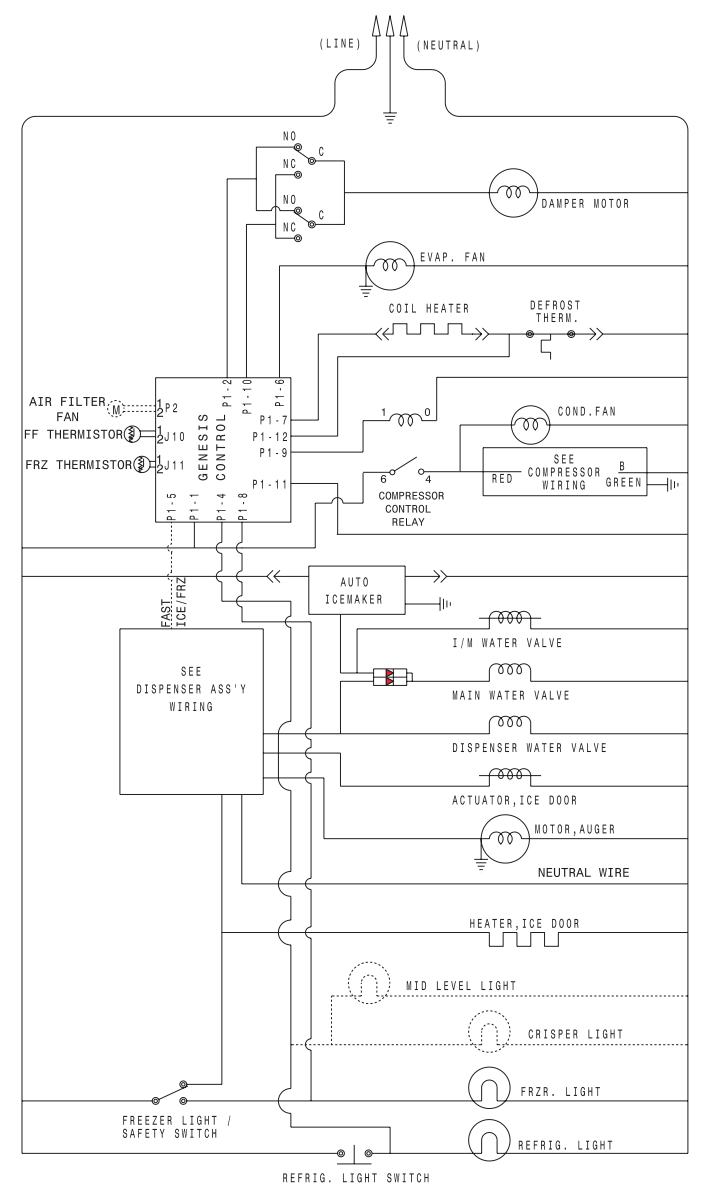 (LINE)
(NEUTRAL)
NO
C
NC
NO
C
NC
DAMPER MOTOR
EVAP. FAN
COIL HEATER
DEFROST
THERM.
AIR FILTER
FAN
M
1
2
P2
FF THERMISTOR
1
2
J10
FRZ THERMISTOR
1
2
J11
GENESIS
CONTROL
P1-2
P1-10
P1-6
P1-7
P1-12
P1-9
P1-11
P1-5
P1-1
P1-4
P1-8
1
0
COND.FAN
6
4
COMPRESSOR
CONTROL
RELAY
SEE
COMPRESSOR
WIRING
RED
B
GREEN
FAST
ICE/FRZ
AUTO
ICEMAKER
I/M WATER VALVE
SEE
DISPENSER ASS'Y
WIRING
MAIN WATER VALVE
DISPENSER WATER VALVE
ACTUATOR,ICE DOOR
MOTOR,AUGER
NEUTRAL WIRE
HEATER,ICE DOOR
MID LEVEL LIGHT
CRISPER LIGHT
FRZR. LIGHT
FREEZER LIGHT /
SAFETY SWITCH
REFRIG. LIGHT
REFRIG. LIGHT SWITCH